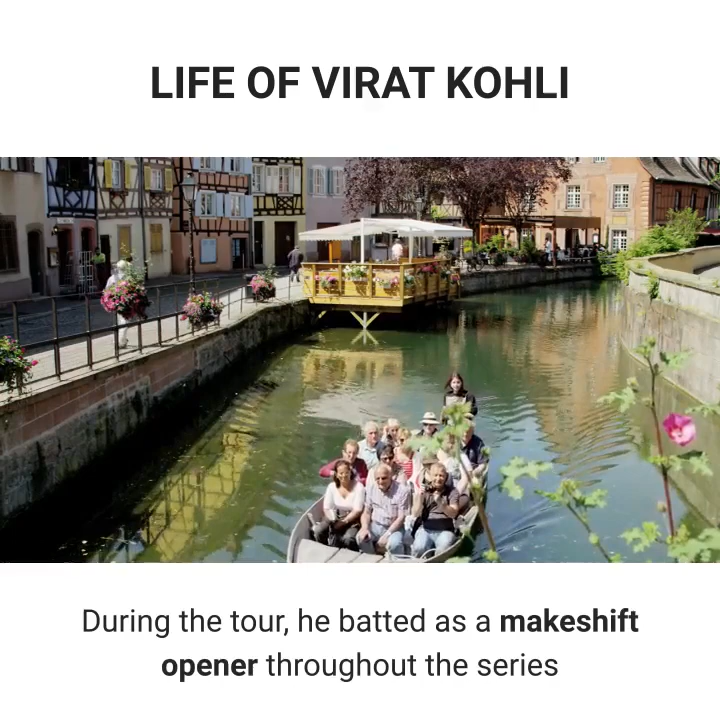 LIFE OF VIRAT KOHLI
During the tour, he batted as a makeshift
opener throughout the series